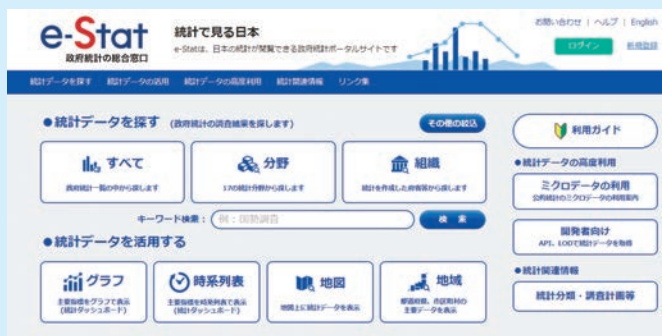 e-Stat
政府統計の総合窓口
統計で見る日本
e-Statは、日本の統計が閲覧できる政府統計ポータルサイトです
お問い合わせ | ヘルプ | English
ログイン
新規登録
統計データを探す 統計データの活用 統計データの高度利用 統計関連情報 リンク集
●統計データを探す (政府統計の調査結果を探します)
その他の絞込
すべて
政府統計一覧の中から探します
分野
17の統計分野から探します
組織
統計を作成した府省等から探します
キーワード検索：
例：国勢調査
検索
●統計データを活用する
グラフ
主要指標をグラフで表示
(統計ダッシュボード)
時系列表
主要指標を時系列表で表示
(統計ダッシュボード)
地図
地図上に統計データを表示
地域
都道府県、市区町村の
主要データを表示
利用ガイド
●統計データの高度利用
ミクロデータの利用
公的統計のミクロデータの利用案内
開発者向け
API、LODで統計データを取得
●統計関連情報
統計分類・調査計画等